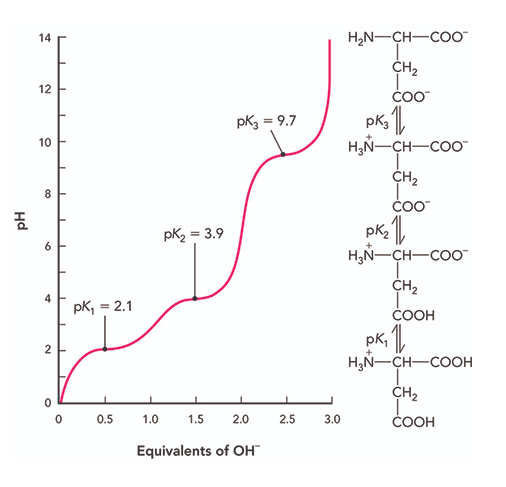 pH
14
12
10
8
6
4
2
0
0 0.5 1.0 1.5 2.0 2.5 3.0
Equivalents of OH⁻
pK₁ = 2.1
pK₂ = 3.9
pK₃ = 9.7
H₂N—CH—COO⁻
CH₂
COO⁻
pK₃
H₃N⁺—CH—COO⁻
CH₂
COO⁻
pK₂
H₃N⁺—CH—COO⁻
CH₂
COOH
pK₁
H₃N⁺—CH—COOH
CH₂
COOH